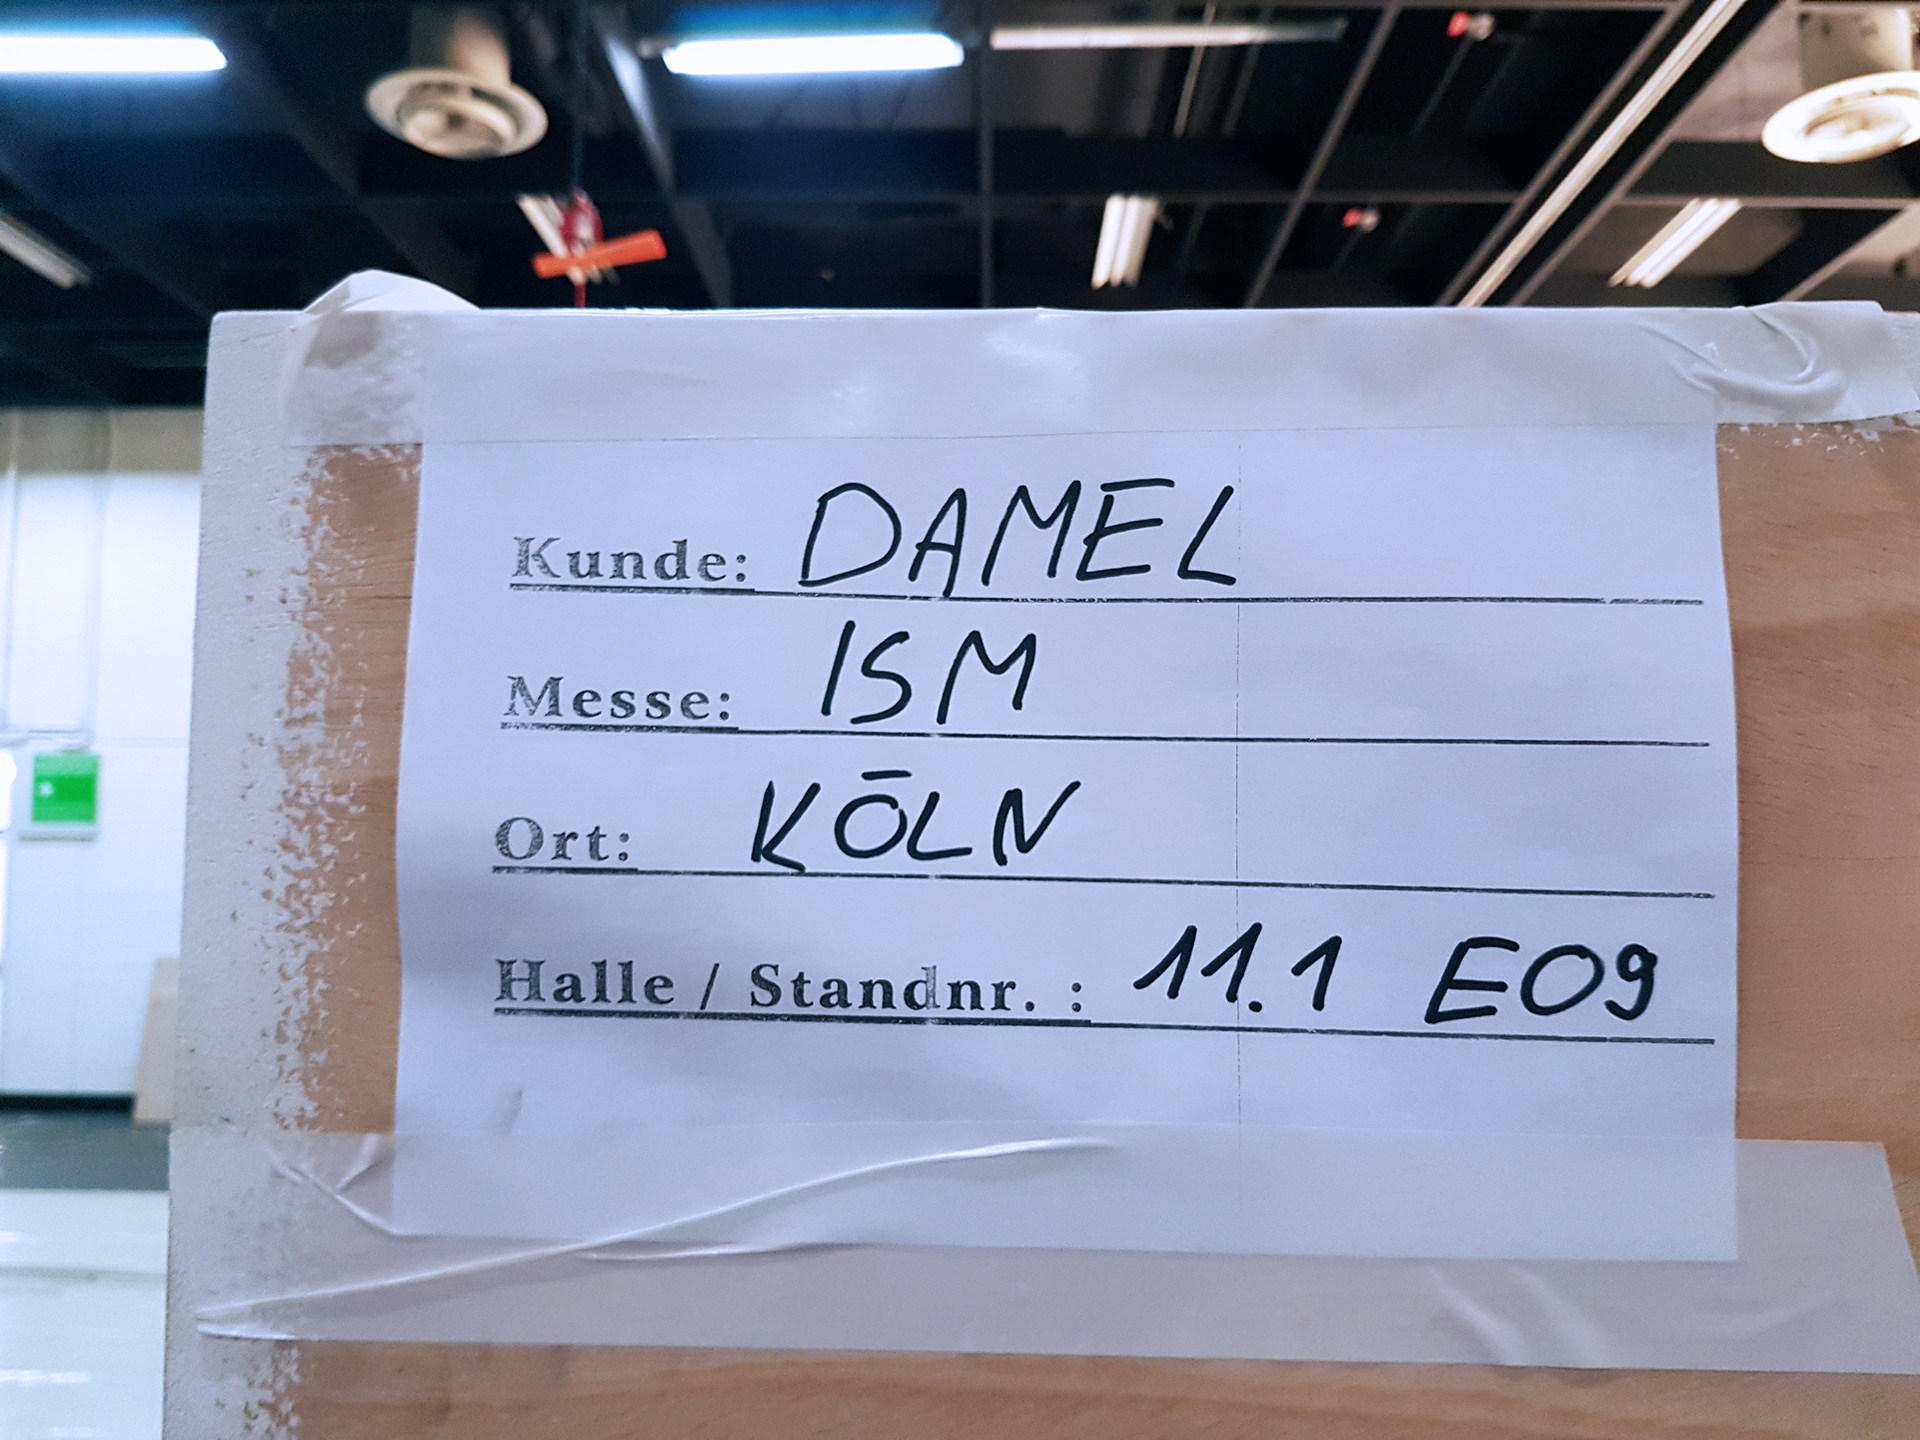 Kunde: DAMEL
Messe: ISM
Ort: KÖLN
Halle / Standnr. : 11.1 E09